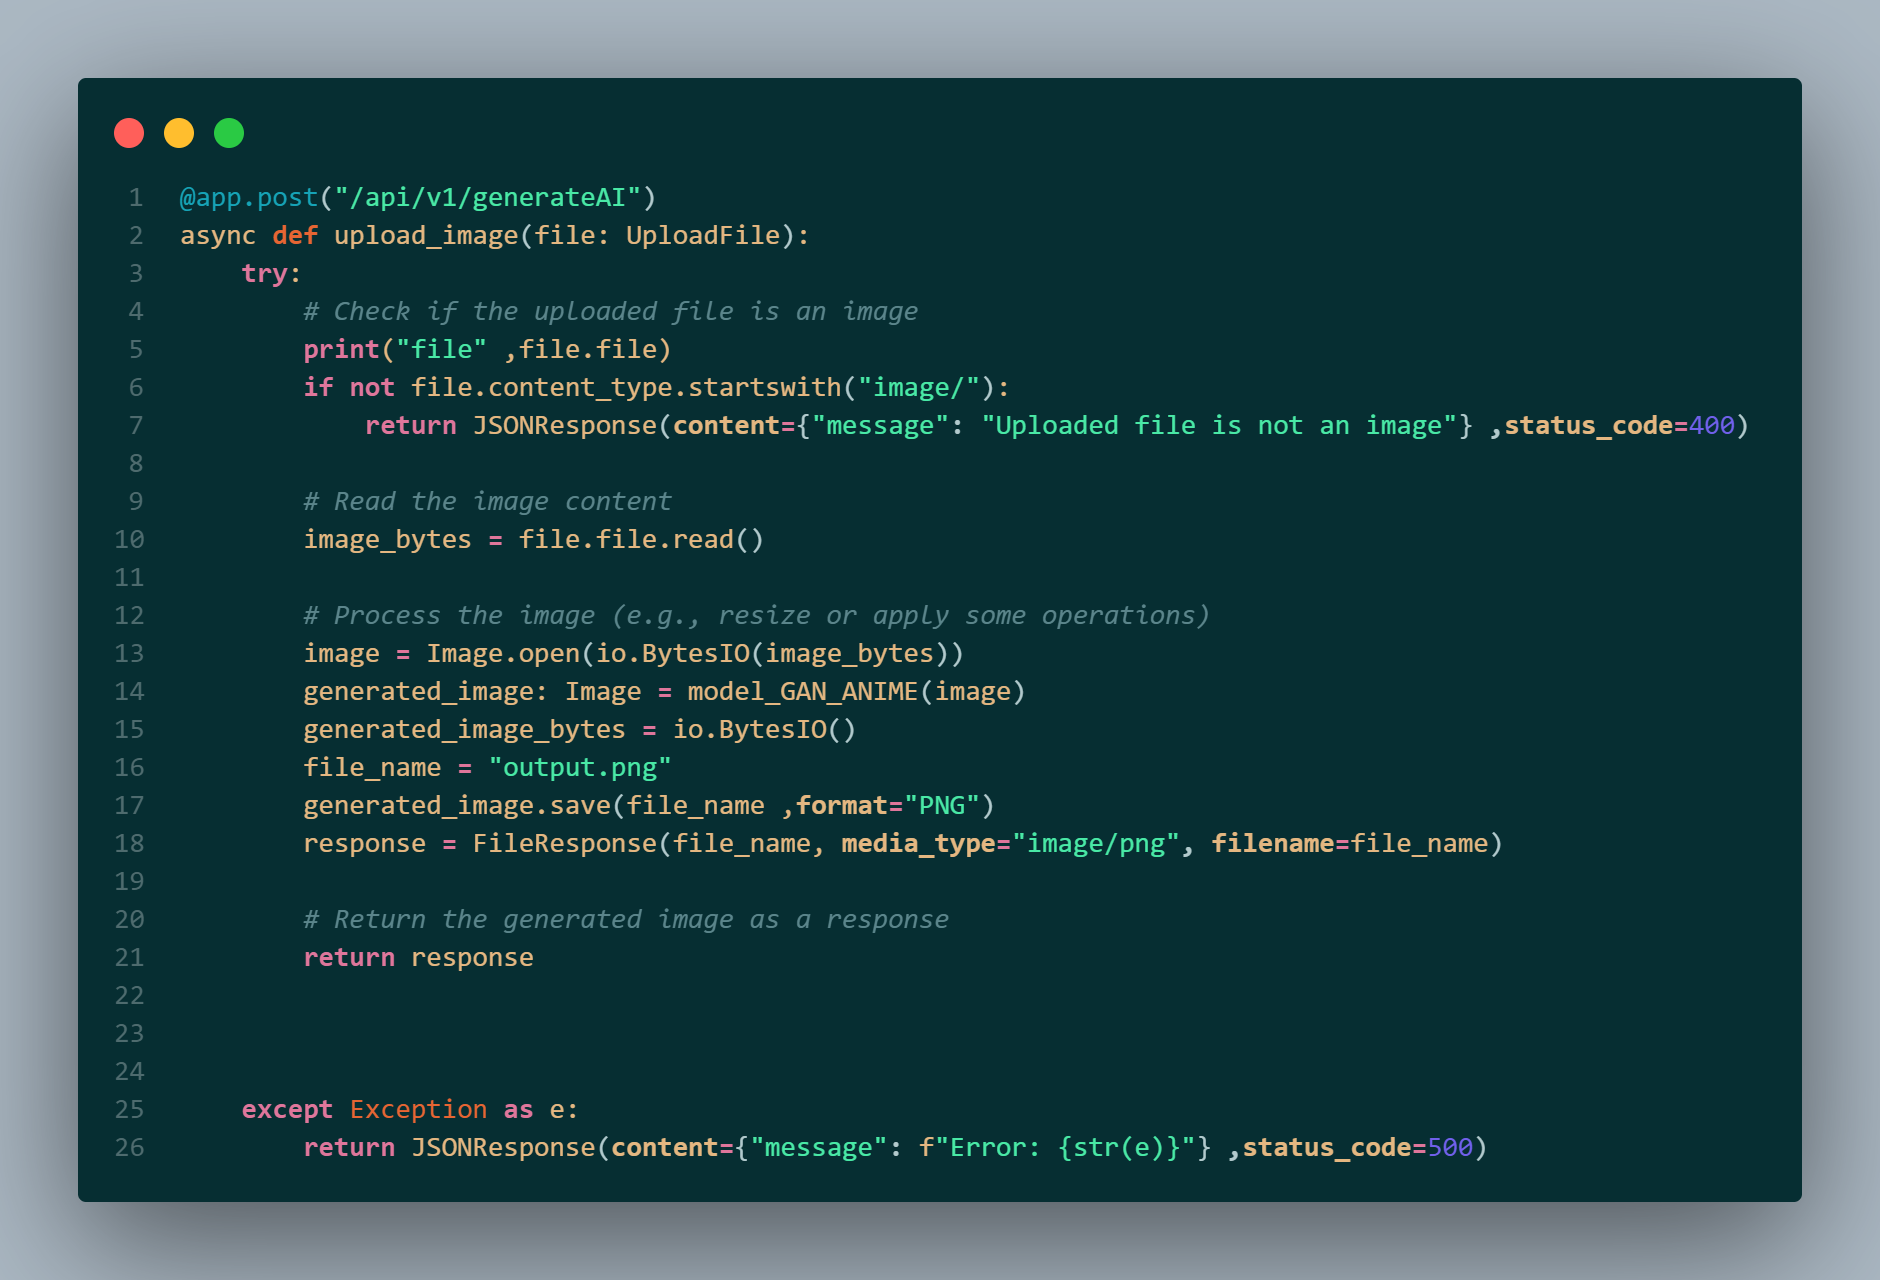 1 @app.post("/api/v1/generateAI")
2 async def upload_image(file: UploadFile):
3     try:
4         # Check if the uploaded file is an image
5         print("file" ,file.file)
6         if not file.content_type.startswith("image/"):
7             return JSONResponse(content={"message": "Uploaded file is not an image"} ,status_code=400)
8
9         # Read the image content
10         image_bytes = file.file.read()
11
12         # Process the image (e.g., resize or apply some operations)
13         image = Image.open(io.BytesIO(image_bytes))
14         generated_image: Image = model_GAN_ANIME(image)
15         generated_image_bytes = io.BytesIO()
16         file_name = "output.png"
17         generated_image.save(file_name ,format="PNG")
18         response = FileResponse(file_name, media_type="image/png", filename=file_name)
19
20         # Return the generated image as a response
21         return response
22
23
24
25     except Exception as e:
26         return JSONResponse(content={"message": f"Error: {str(e)}"} ,status_code=500)